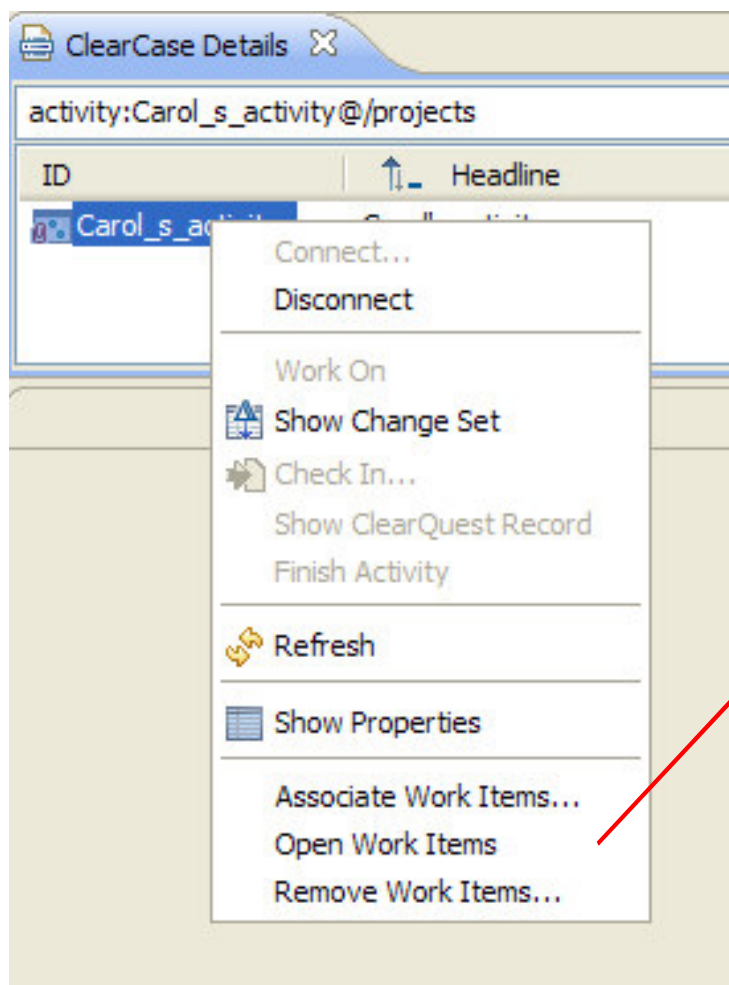 ClearCase Details
activity:Carol_s_activity@/projects
ID Headline
Carol_s_
Connect...
Disconnect
Work On
Show Change Set
Check In...
Show ClearQuest Record
Finish Activity
Refresh
Show Properties
Associate Work Items...
Open Work Items
Remove Work Items...